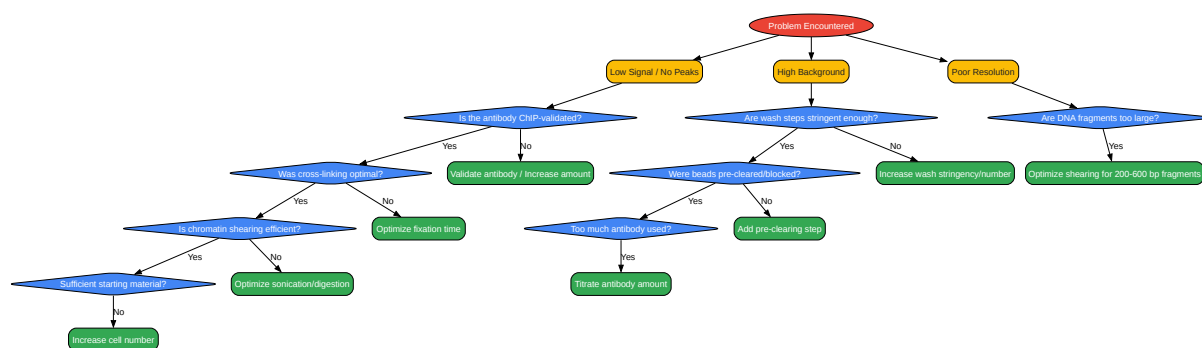 Problem Encountered
Low Signal / No Peaks
High Background
Poor Resolution
Is the antibody ChIP-validated?
Are wash steps stringent enough?
Are DNA fragments too large?
Yes
No
Yes
No
Yes
Was cross-linking optimal?
Validate antibody / Increase amount
Were beads pre-cleared/blocked?
Increase wash stringency/number
Optimize shearing for 200-600 bp fragments
Yes
No
Yes
No
Is chromatin shearing efficient?
Optimize fixation time
Too much antibody used?
Add pre-clearing step
Yes
No
Yes
Sufficient starting material?
Optimize sonication/digestion
Titrate antibody amount
No
Increase cell number